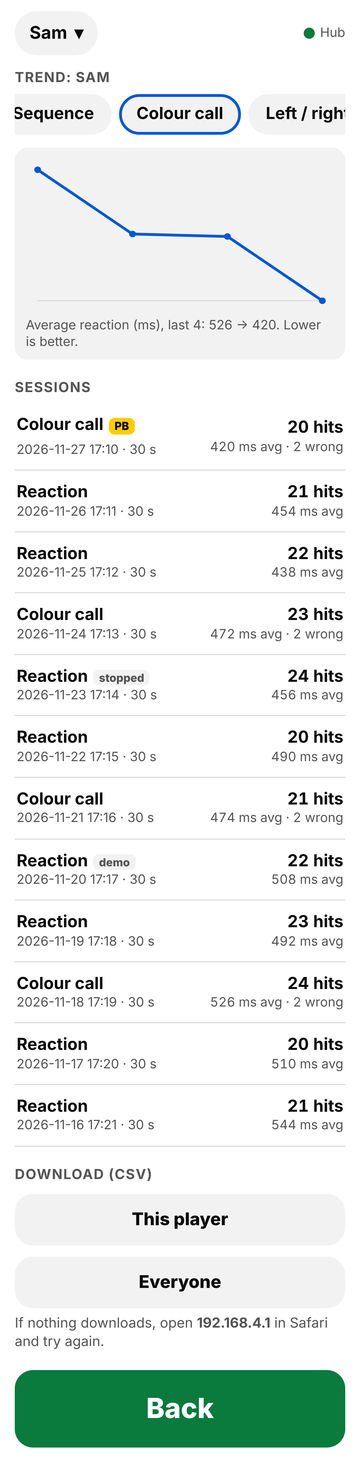 Sam ▼
Hub
TREND: SAM
Sequence
Colour call
Left / right
Average reaction (ms), last 4: 526 → 420. Lower
is better.
SESSIONS
Colour call PB
20 hits
2026-11-27 17:10 · 30 s
420 ms avg · 2 wrong
Reaction
21 hits
2026-11-26 17:11 · 30 s
454 ms avg
Reaction
22 hits
2026-11-25 17:12 · 30 s
438 ms avg
Colour call
23 hits
2026-11-24 17:13 · 30 s
472 ms avg · 2 wrong
Reaction stopped
24 hits
2026-11-23 17:14 · 30 s
456 ms avg
Reaction
20 hits
2026-11-22 17:15 · 30 s
490 ms avg
Colour call
21 hits
2026-11-21 17:16 · 30 s
474 ms avg · 2 wrong
Reaction demo
22 hits
2026-11-20 17:17 · 30 s
508 ms avg
Reaction
23 hits
2026-11-19 17:18 · 30 s
492 ms avg
Colour call
24 hits
2026-11-18 17:19 · 30 s
526 ms avg · 2 wrong
Reaction
20 hits
2026-11-17 17:20 · 30 s
510 ms avg
Reaction
21 hits
2026-11-16 17:21 · 30 s
544 ms avg
DOWNLOAD (CSV)
This player
Everyone
If nothing downloads, open 192.168.4.1 in Safari
and try again.
Back